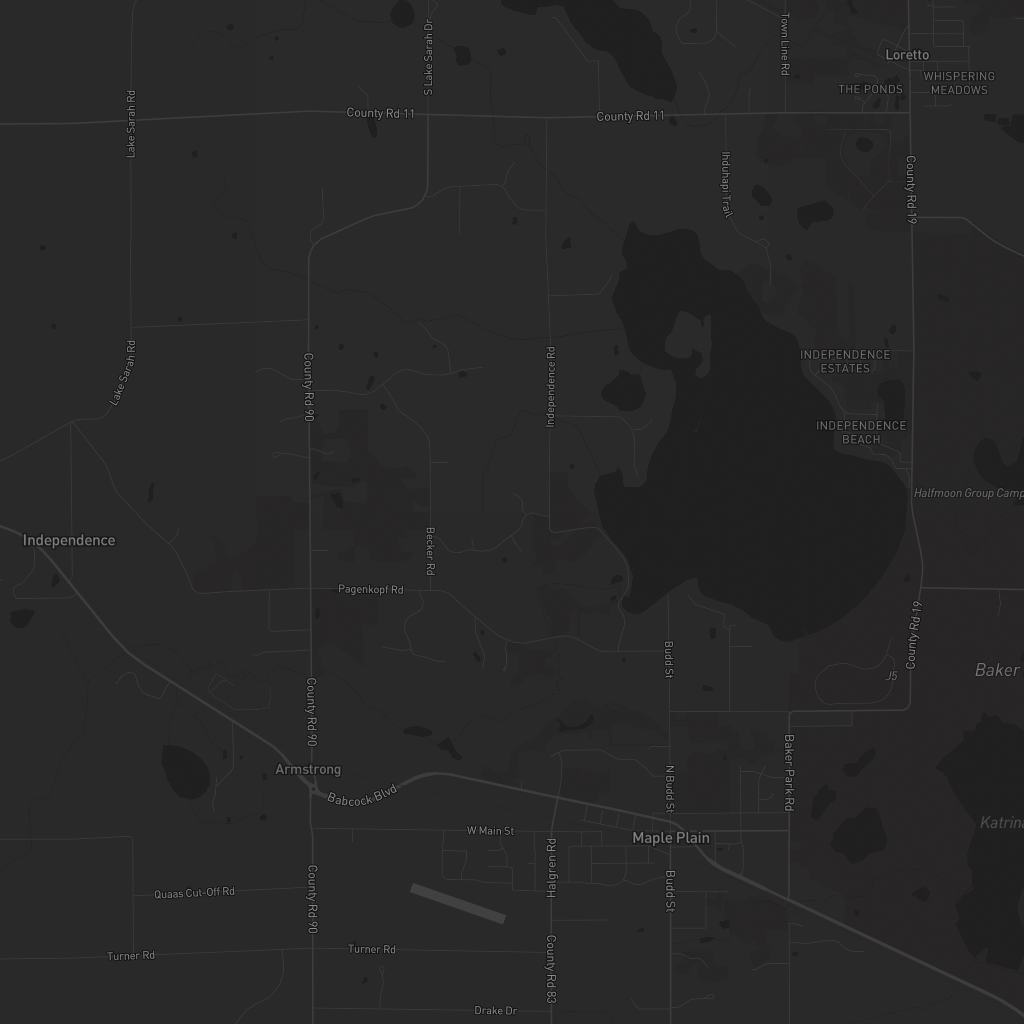 S Lake Sarah Dr
Town Line Rd
Loretto
WHISPERING
MEADOWS
THE PONDS
Lake Sarah Rd
County Rd 11
County Rd 11
Ihduhapi Trail
County Rd 19
Lake Sarah Rd
County Rd 90
Independence Rd
INDEPENDENCE
ESTATES
INDEPENDENCE
BEACH
Halfmoon Group Camp
Independence
Becker Rd
Pagenkopf Rd
County Rd 19
Budd St
Baker
J5
County Rd 90
Armstrong
Babcock Blvd
N Budd St
Baker Park Rd
Katrina
W Main St
Maple Plain
Halgren Rd
Quaas Cut-Off Rd
County Rd 90
Budd St
Turner Rd
Turner Rd
County Rd 83
Drake Dr